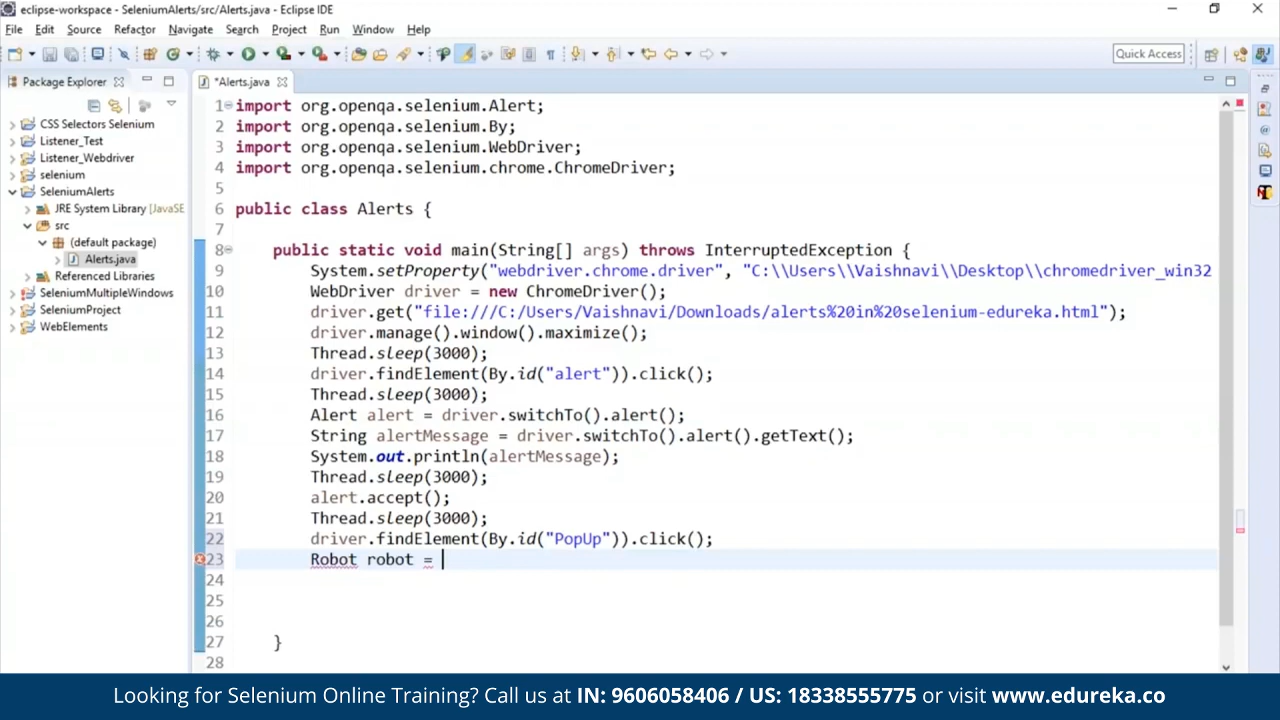 eclipse-workspace - SeleniumAlerts/src/Alerts.java - Eclipse IDE
File Edit Source Refactor Navigate Search Project Run Window Help
Quick Access
Package Explorer
*Alerts.java
CSS Selectors Selenium
Listener_Test
Listener_Webdriver
selenium
SeleniumAlerts
JRE System Library [JavaSE
src
(default package)
Alerts.java
Referenced Libraries
SeleniumMultipleWindows
SeleniumProject
WebElements
1 import org.openqa.selenium.Alert;
2 import org.openqa.selenium.By;
3 import org.openqa.selenium.WebDriver;
4 import org.openqa.selenium.chrome.ChromeDriver;
5
6 public class Alerts {
7
8 public static void main(String[] args) throws InterruptedException {
9 System.setProperty("webdriver.chrome.driver", "C:\\Users\\Vaishnavi\\Desktop\\chromedriver_win32
10 WebDriver driver = new ChromeDriver();
11 driver.get("file:///C:/Users/Vaishnavi/Downloads/alerts%20in%20selenium-edureka.html");
12 driver.manage().window().maximize();
13 Thread.sleep(3000);
14 driver.findElement(By.id("alert")).click();
15 Thread.sleep(3000);
16 Alert alert = driver.switchTo().alert();
17 String alertMessage = driver.switchTo().alert().getText();
18 System.out.println(alertMessage);
19 Thread.sleep(3000);
20 alert.accept();
21 Thread.sleep(3000);
22 driver.findElement(By.id("PopUp")).click();
23 Robot robot =
24
25
26
27 }
28
Looking for Selenium Online Training? Call us at IN: 9606058406 / US: 18338555775 or visit www.edureka.co